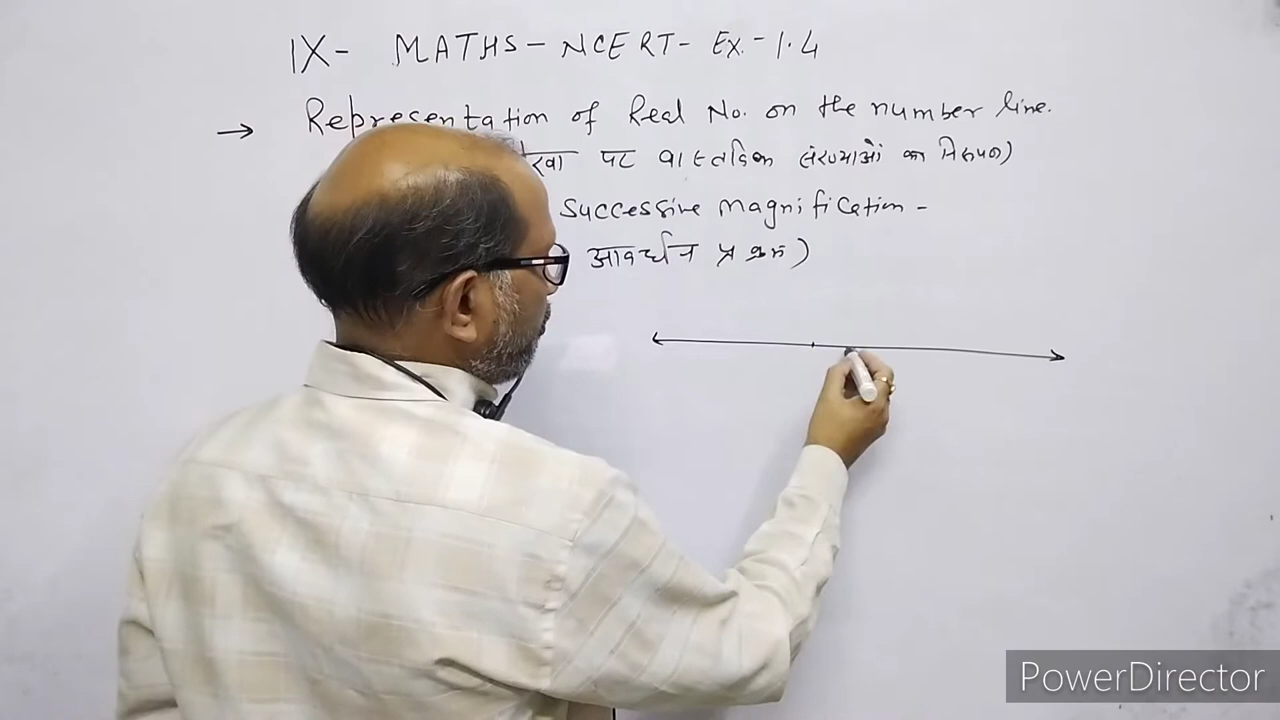 IX- MATHS - NCERT - Ex. - 1.4
→ Representation of Real No. on the number line.
पर वास्तविक संख्याओं का निरूपण)
successive magnification -
आवर्धन प्रक्रम)
PowerDirector